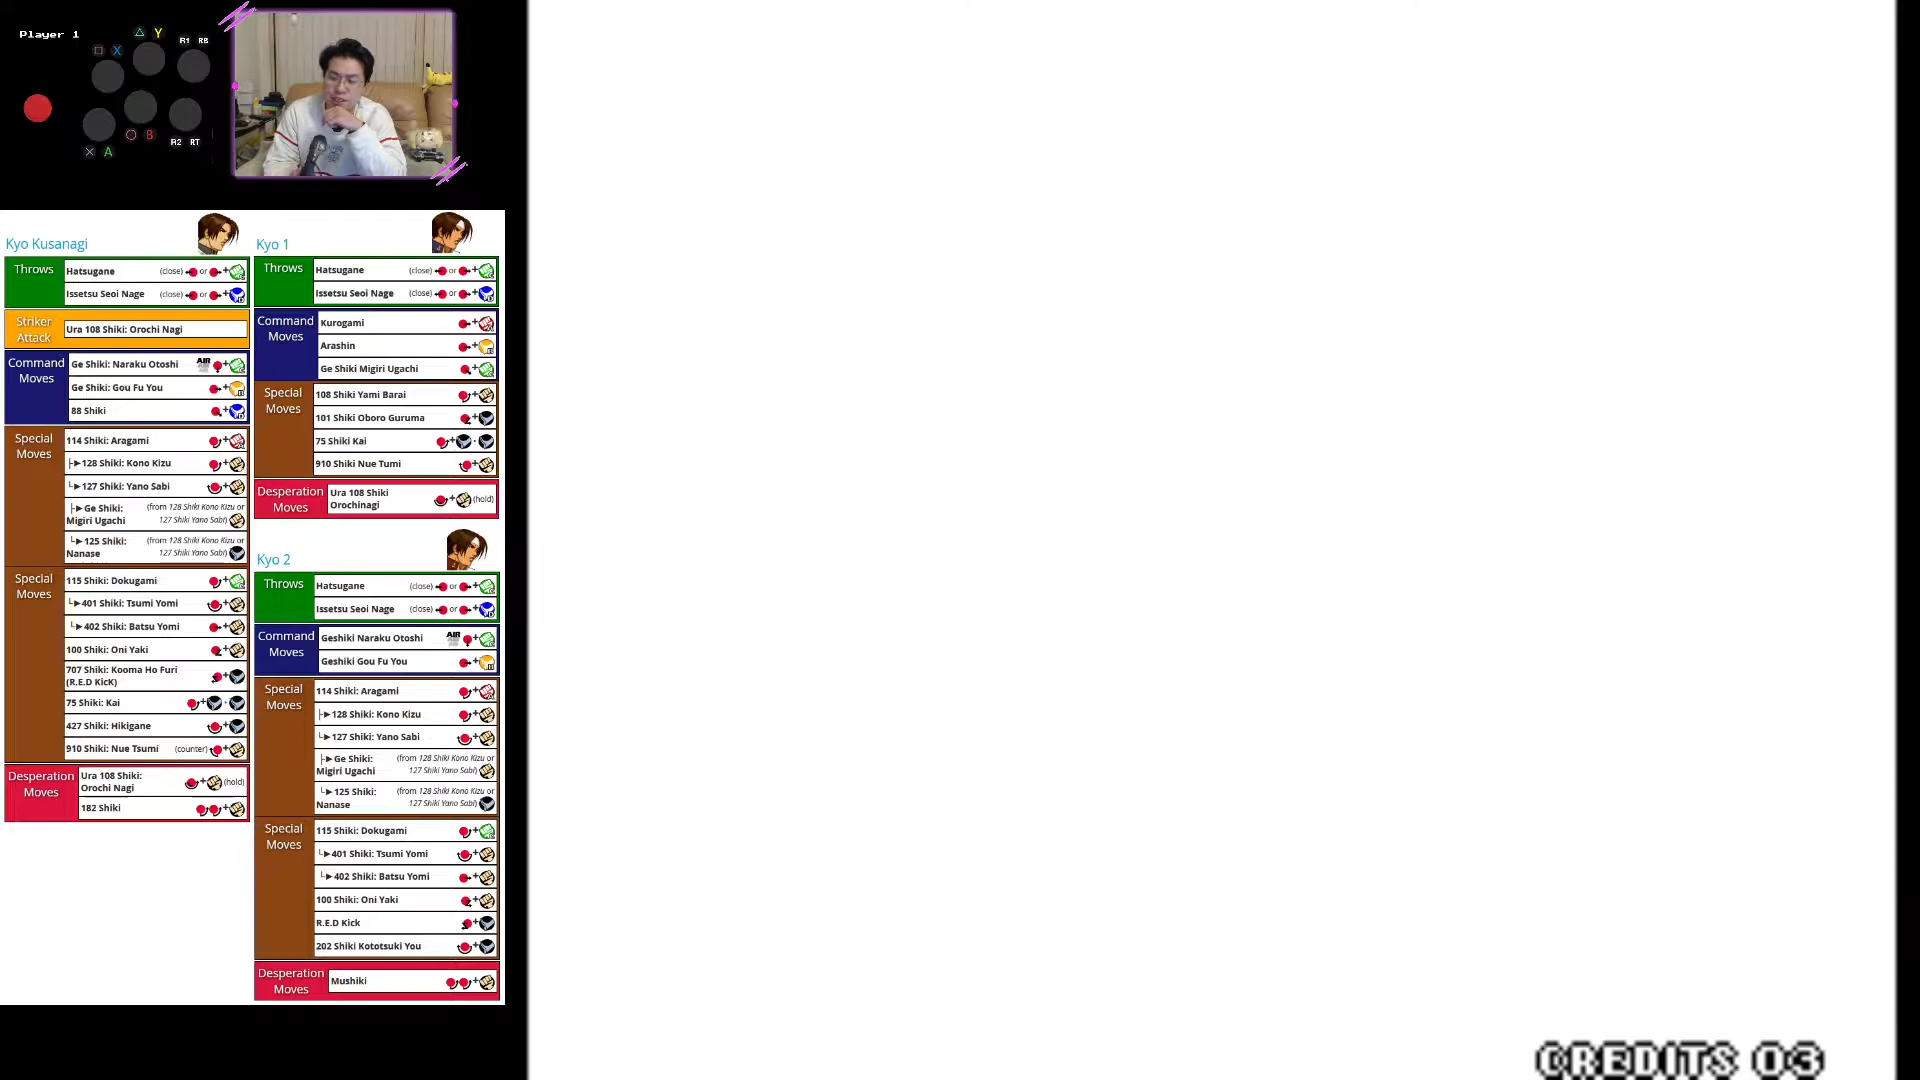 Player 1
△ Y
R1 RB
□ X
○ B
R2 RT
× A
Kyo Kusanagi
Throws
Hatsugane (close) or + C
Issetsu Seoi Nage (close) or + D
Striker Attack
Ura 108 Shiki: Orochi Nagi
Command Moves
Ge Shiki: Naraku Otoshi AIR +
Ge Shiki: Gou Fu You +
88 Shiki +
Special Moves
114 Shiki: Aragami +
128 Shiki: Kono Kizu +
127 Shiki: Yano Sabi +
Ge Shiki: Migiri Ugachi (from 128 Shiki Kono Kizu or 127 Shiki Yano Sabi)
125 Shiki: Nanase (from 128 Shiki Kono Kizu or 127 Shiki Yano Sabi)
Special Moves
115 Shiki: Dokugami +
401 Shiki: Tsumi Yomi +
402 Shiki: Batsu Yomi +
100 Shiki: Oni Yaki +
707 Shiki: Kooma Ho Furi (R.E.D KicK) +
75 Shiki: Kai +
427 Shiki: Hikigane +
910 Shiki: Nue Tsumi (counter) +
Desperation Moves
Ura 108 Shiki: Orochi Nagi + (hold)
182 Shiki +
Kyo 1
Throws
Hatsugane (close) or +
Issetsu Seoi Nage (close) or +
Command Moves
Kurogami +
Arashin +
Ge Shiki Migiri Ugachi +
Special Moves
108 Shiki Yami Barai +
101 Shiki Oboro Guruma +
75 Shiki Kai +
910 Shiki Nue Tumi +
Desperation Moves
Ura 108 Shiki Orochinagi + (hold)
Kyo 2
Throws
Hatsugane (close) or +
Issetsu Seoi Nage (close) or +
Command Moves
Geshiki Naraku Otoshi AIR +
Geshiki Gou Fu You +
Special Moves
114 Shiki: Aragami +
128 Shiki: Kono Kizu +
127 Shiki: Yano Sabi +
Ge Shiki: Migiri Ugachi (from 128 Shiki Kono Kizu or 127 Shiki Yano Sabi)
125 Shiki: Nanase (from 128 Shiki Kono Kizu or 127 Shiki Yano Sabi)
Special Moves
115 Shiki: Dokugami +
401 Shiki: Tsumi Yomi +
402 Shiki: Batsu Yomi +
100 Shiki: Oni Yaki +
R.E.D Kick +
202 Shiki Kototsuki You +
Desperation Moves
Mushiki +
CREDITS 03